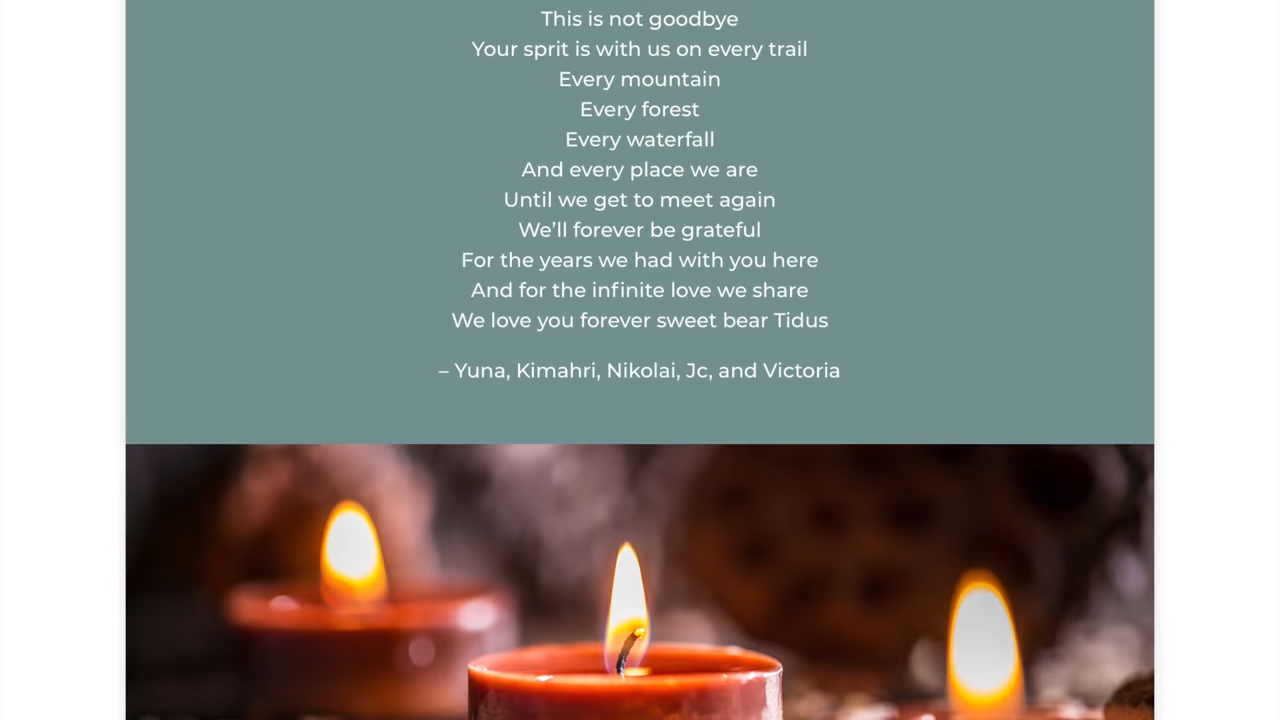 This is not goodbye
Your sprit is with us on every trail
Every mountain
Every forest
Every waterfall
And every place we are
Until we get to meet again
We’ll forever be grateful
For the years we had with you here
And for the infinite love we share
We love you forever sweet bear Tidus
– Yuna, Kimahri, Nikolai, Jc, and Victoria